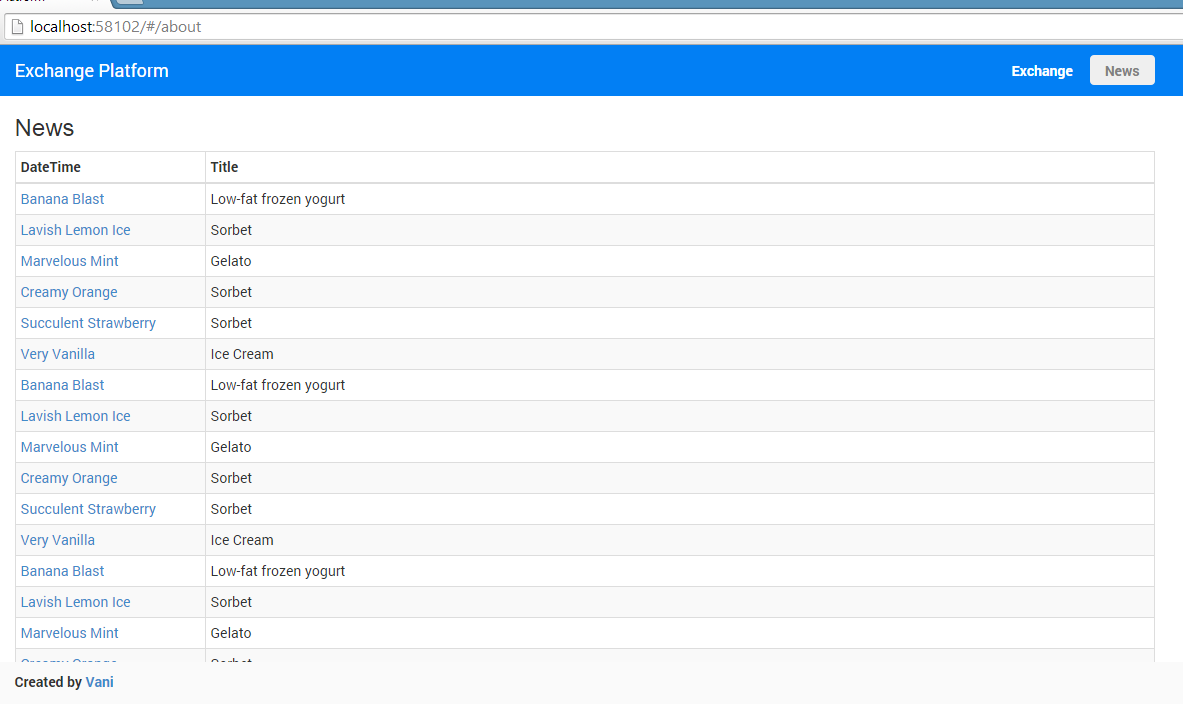 localhost:58102/#/about
Exchange Platform Exchange News
News
DateTime Title
Banana Blast Low-fat frozen yogurt
Lavish Lemon Ice Sorbet
Marvelous Mint Gelato
Creamy Orange Sorbet
Succulent Strawberry Sorbet
Very Vanilla Ice Cream
Banana Blast Low-fat frozen yogurt
Lavish Lemon Ice Sorbet
Marvelous Mint Gelato
Creamy Orange Sorbet
Succulent Strawberry Sorbet
Very Vanilla Ice Cream
Banana Blast Low-fat frozen yogurt
Lavish Lemon Ice Sorbet
Marvelous Mint Gelato
Creamy Orange Sorbet
Created by Vani